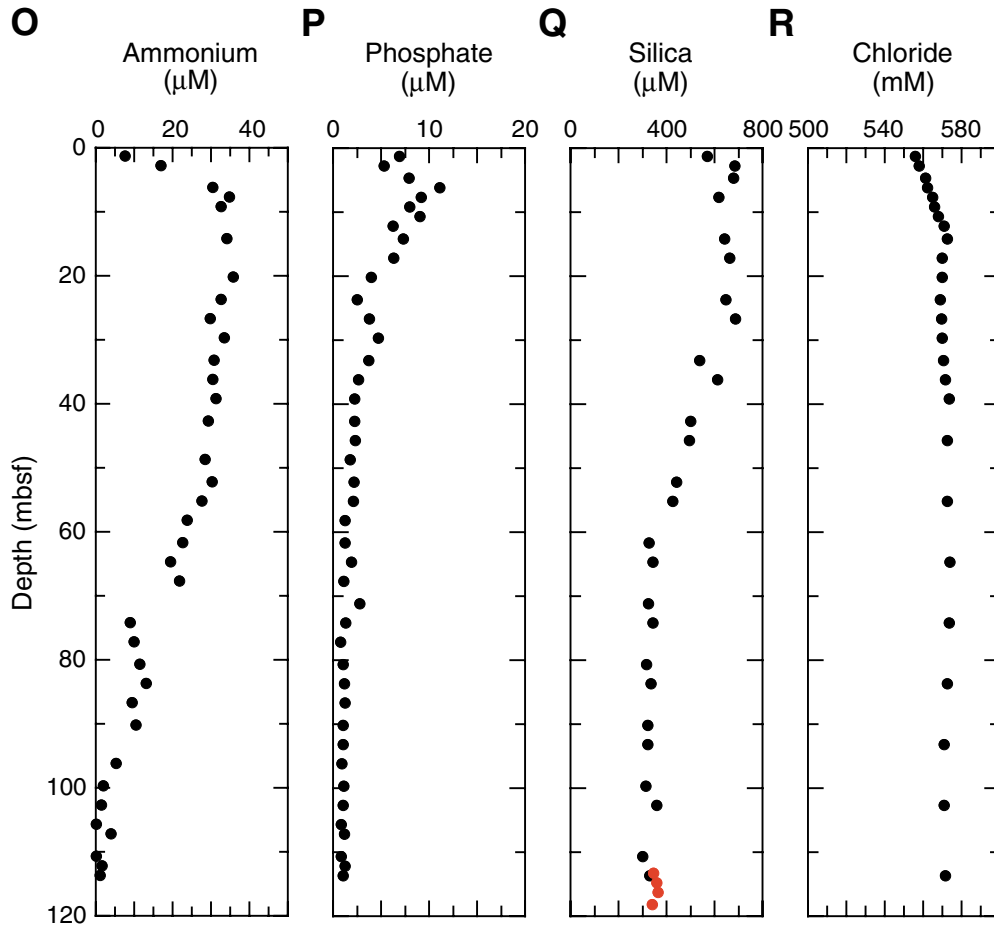 O P Q R
Ammonium Phosphate Silica Chloride
(μM) (μM) (μM) (mM)
0 20 40 0 10 20 0 400 800 500 540 580
0
20
40
60
80
100
120
Depth (mbsf)